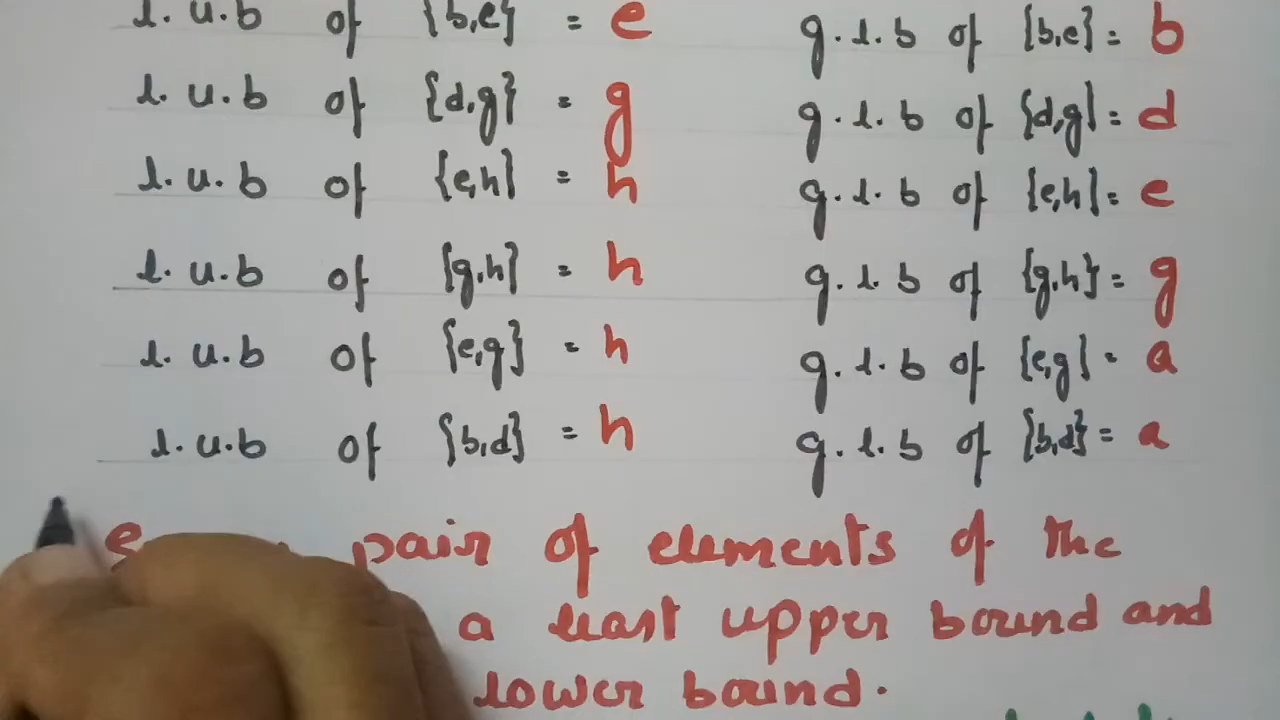 l.u.b of {b,e} = e g.l.b of {b,e} = b
l.u.b of {d,g} = g g.l.b of {d,g} = d
l.u.b of {e,h} = h g.l.b of {e,h} = e
l.u.b of {g,h} = h g.l.b of {g,h} = g
l.u.b of {e,g} = h g.l.b of {e,g} = a
l.u.b of {b,d} = h g.l.b of {b,d} = a
pair of elements of the
a least upper bound and
lower bound.